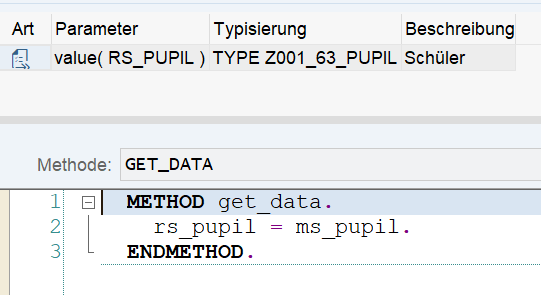 Art Parameter Typisierung Beschreibung
value( RS_PUPIL ) TYPE Z001_63_PUPIL Schüler
Methode: GET_DATA
1 METHOD get_data.
2 rs_pupil = ms_pupil.
3 ENDMETHOD.